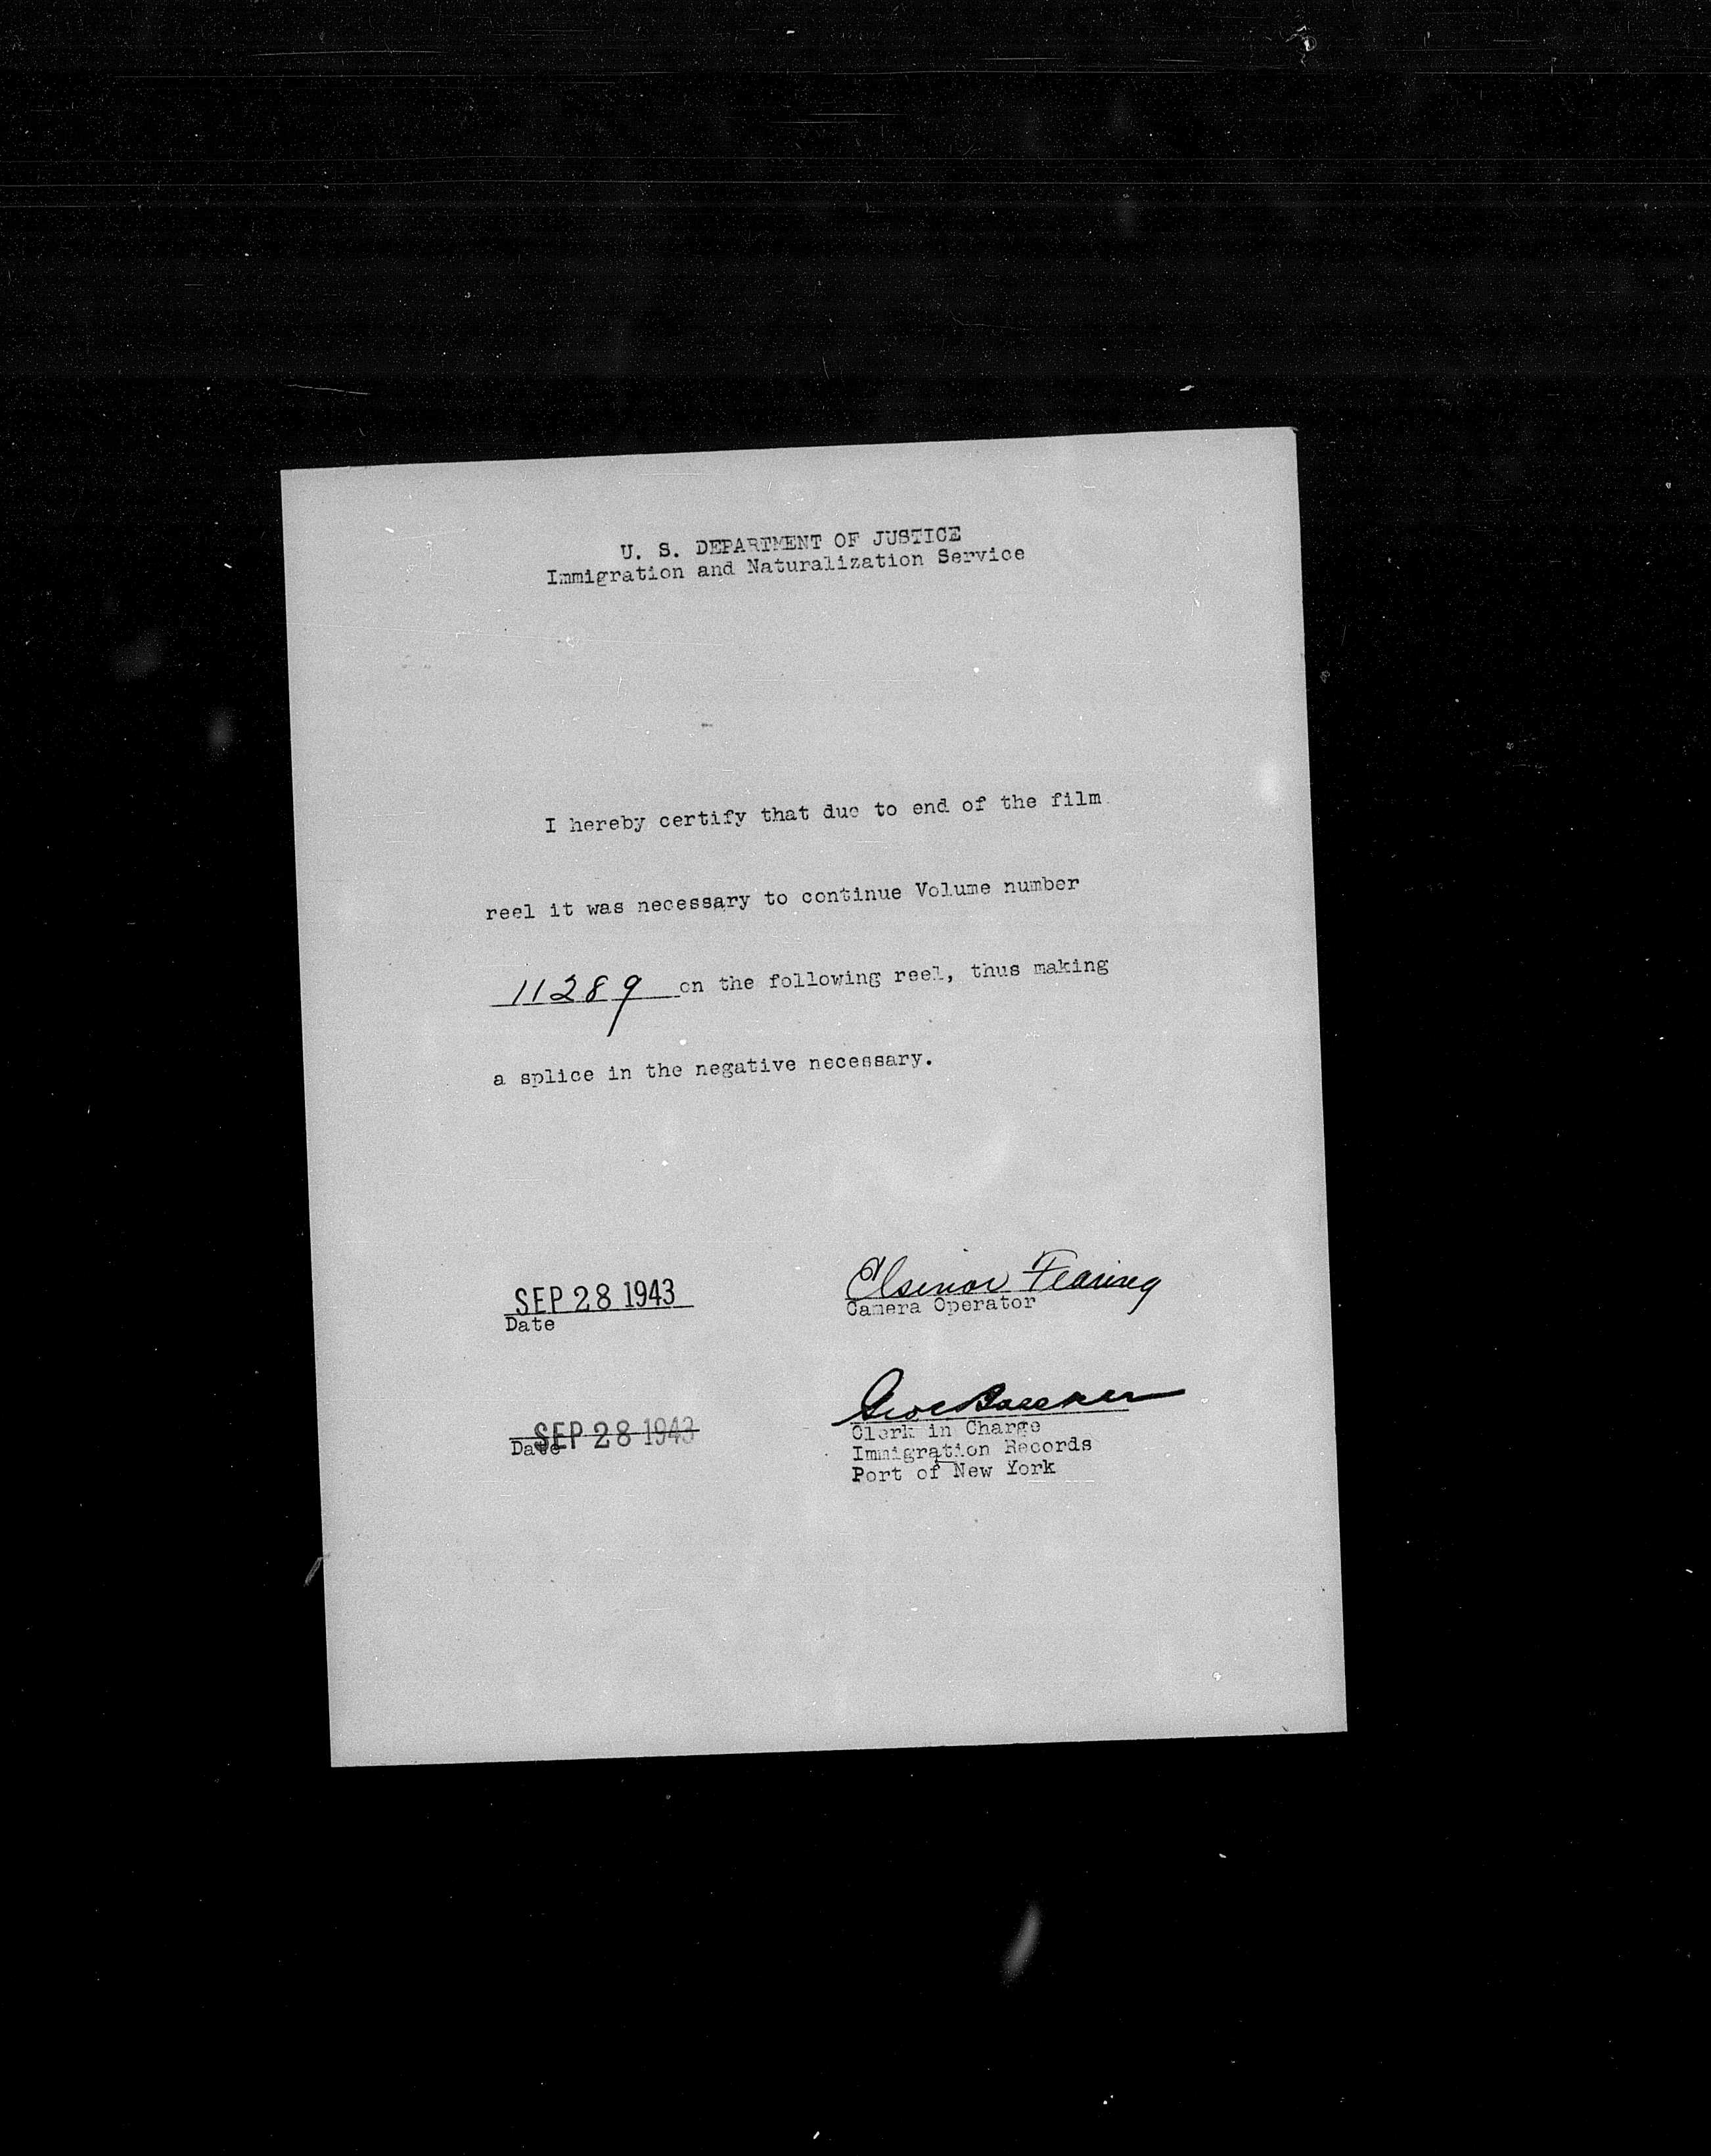 U. S. DEPARTMENT OF JUSTICE
Immigration and Naturalization Service
I hereby certify that due to end of the film
reel it was necessary to continue Volume number
11289 on the following reel, thus making
a splice in the negative necessary.
SEP 28 1943
Date
Fearing
Camera Operator
SEP 28 1943
Date
Geo
Clerk in Charge
Immigration Records
Port of New York